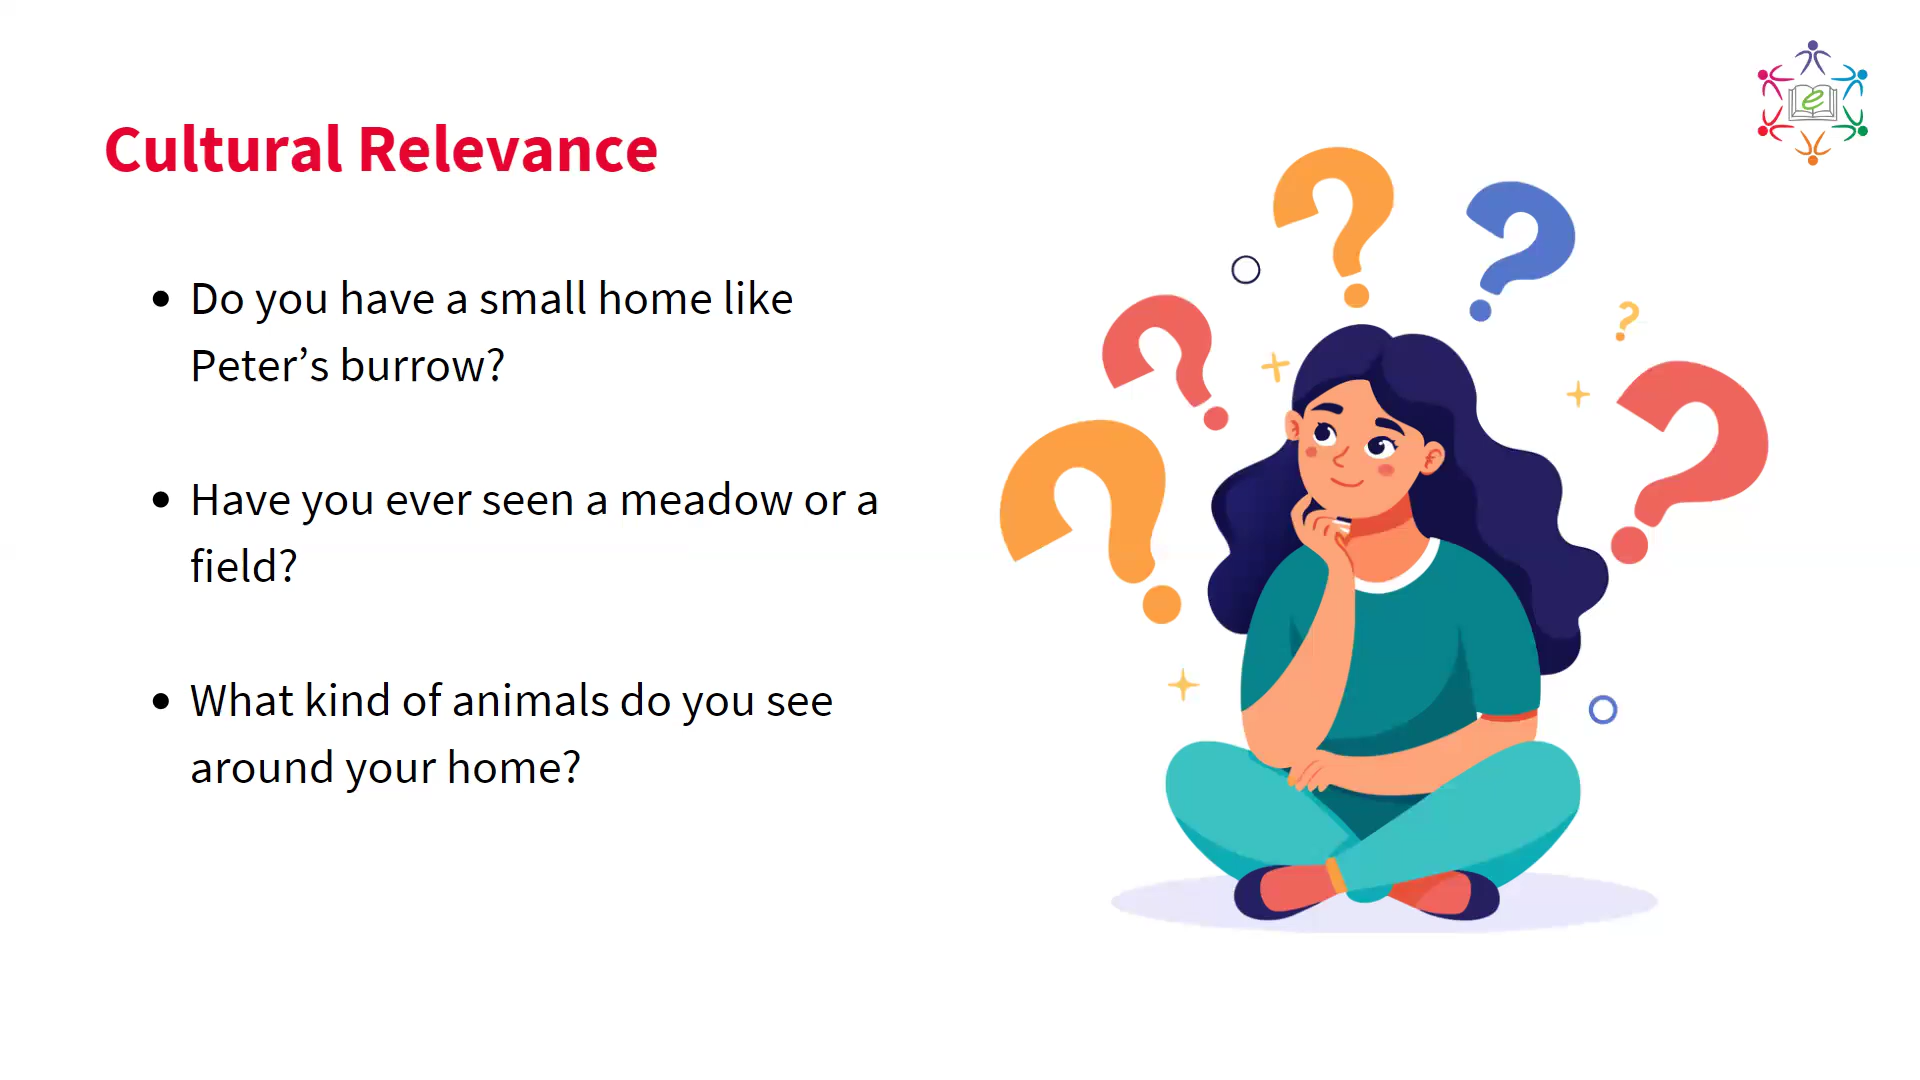 Cultural Relevance
• Do you have a small home like
Peter’s burrow?
• Have you ever seen a meadow or a
field?
• What kind of animals do you see
around your home?